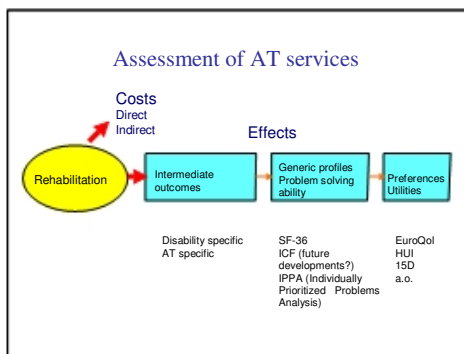 Assessment of AT services
Costs
Direct
Indirect
Effects
Rehabilitation
Intermediate
outcomes
Generic profiles
Problem solving
ability
Preferences
Utilities
Disability specific
AT specific
SF-36
ICF (future
developments?)
IPPA (Individually
Prioritized Problems
Analysis)
EuroQol
HUI
15D
a.o.